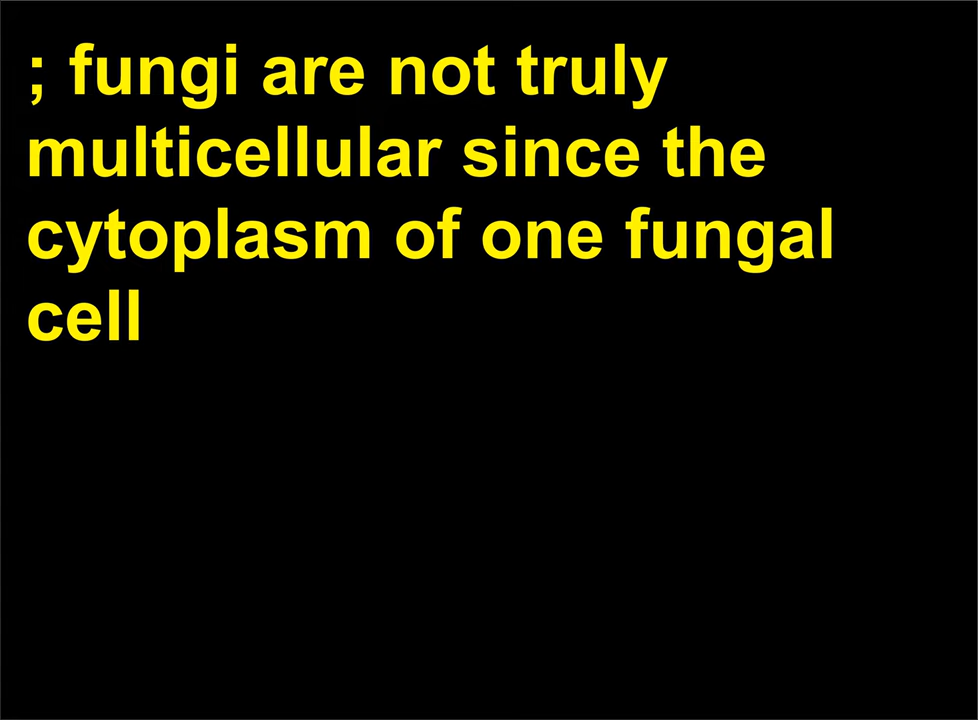 ; fungi are not truly
multicellular since the
cytoplasm of one fungal
cell